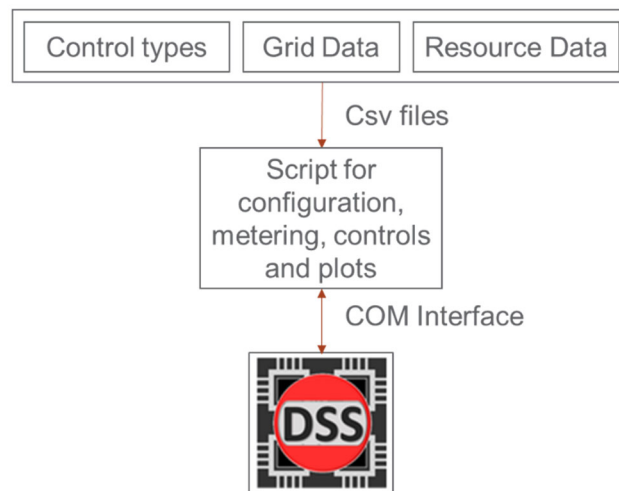 Control types
Grid Data
Resource Data
Csv files
Script for
configuration,
metering, controls
and plots
COM Interface
DSS